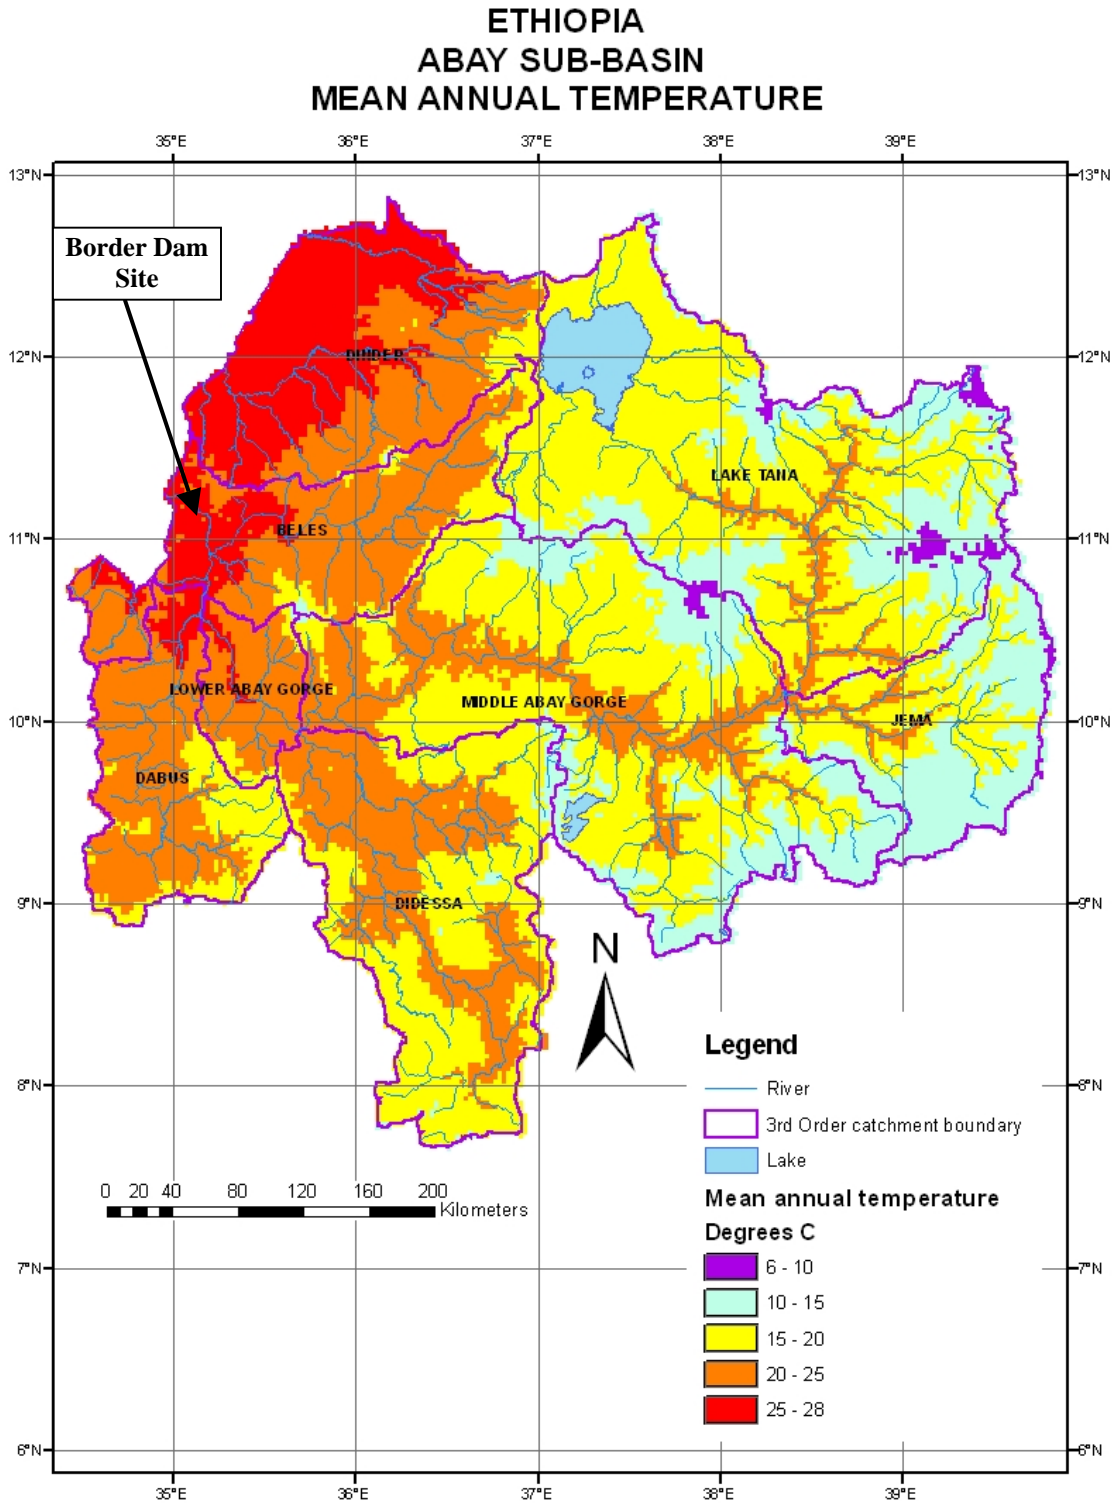 ETHIOPIA
ABAY SUB-BASIN
MEAN ANNUAL TEMPERATURE
35°E 36°E 37°E 38°E 39°E
13°N 13°N
Border Dam
Site
12°N DINDER 12°N
LAKE TANA
BELES
11°N 11°N
LOWER ABAY GORGE
MIDDLE ABAY GORGE
10°N JEMA 10°N
DABUS
9°N DIDESSA 9°N
N
Legend
River
8°N 8°N
3rd Order catchment boundary
Lake
0 20 40 80 120 160 200
Kilometers
Mean annual temperature
Degrees C
7°N 6 - 10 7°N
10 - 15
15 - 20
20 - 25
25 - 28
6°N 6°N
35°E 36°E 37°E 38°E 39°E